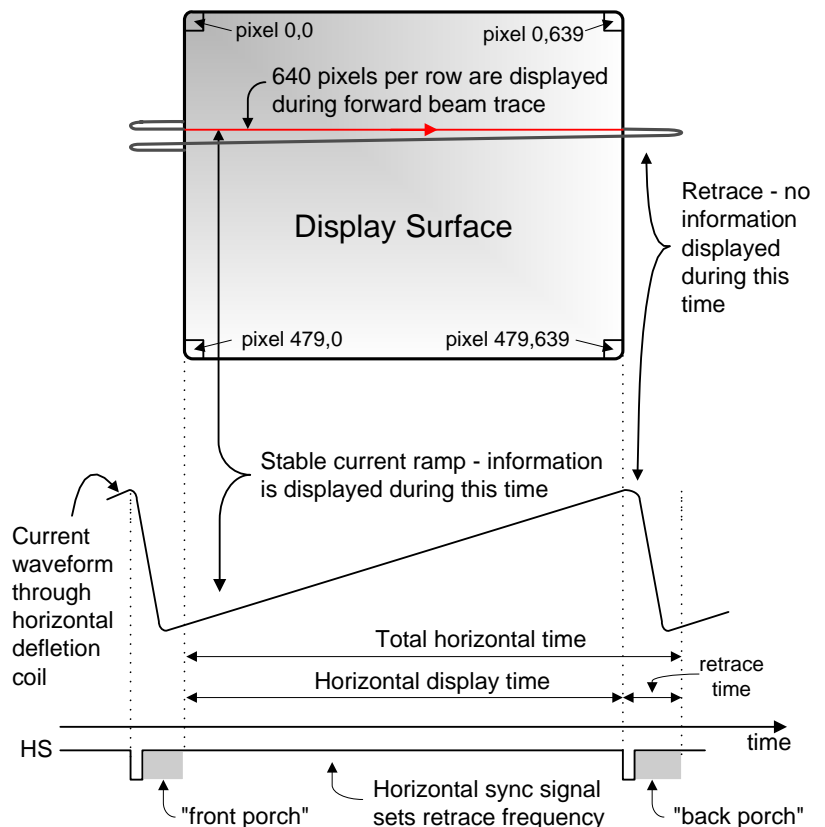 pixel 0,0
pixel 0,639
640 pixels per row are displayed
during forward beam trace
Display Surface
Retrace - no
information
displayed
during this
time
pixel 479,0
pixel 479,639
Stable current ramp - information
is displayed during this time
Current
waveform
through
horizontal
defletion
coil
Total horizontal time
Horizontal display time
retrace
time
time
HS
"front porch"
Horizontal sync signal
sets retrace frequency
"back porch"